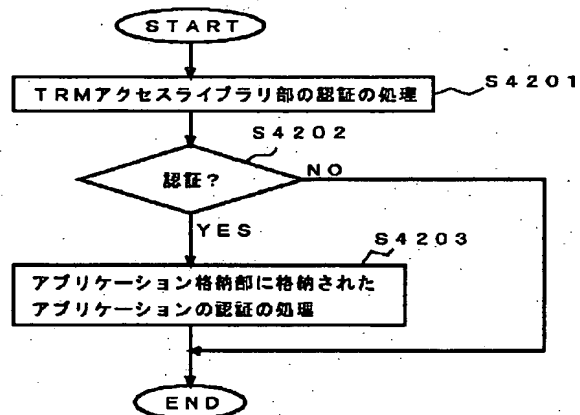 START
TRMアクセスライブラリ部の認証の処理
S4201
S4202
認証?
NO
YES
S4203
アプリケーション格納部に格納された
アプリケーションの認証の処理
END